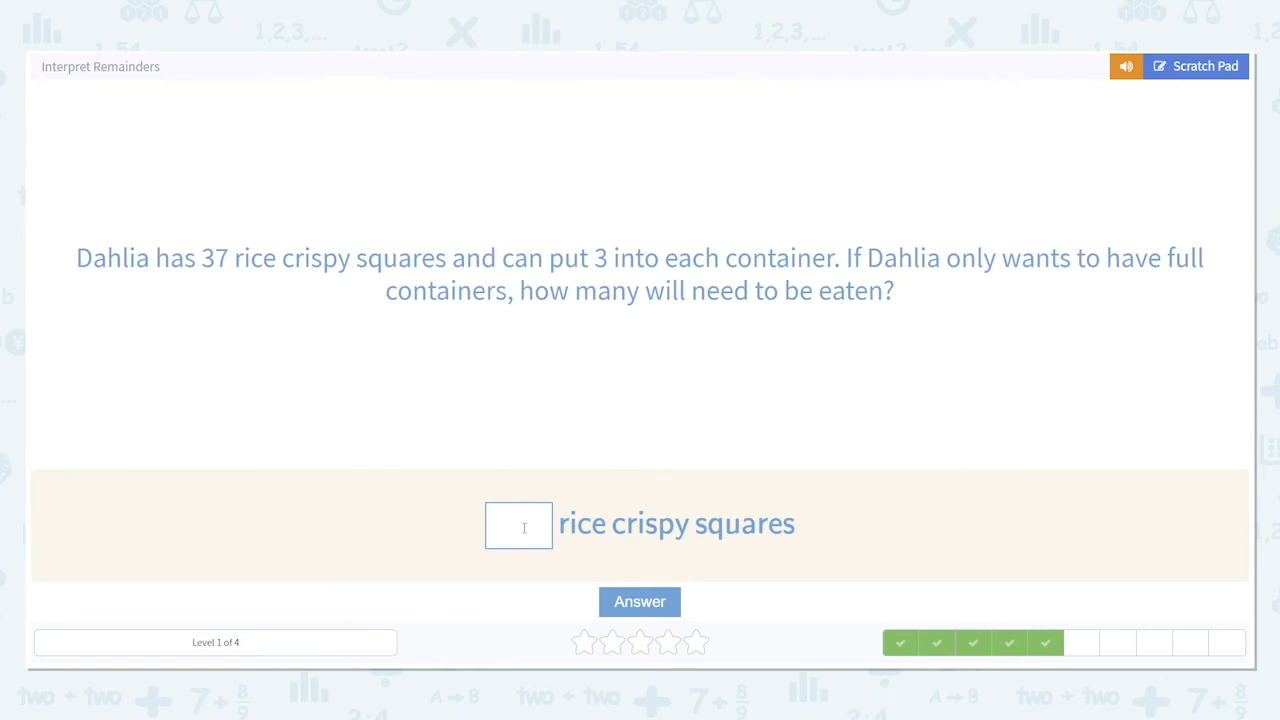 Interpret Remainders
Scratch Pad
Dahlia has 37 rice crispy squares and can put 3 into each container. If Dahlia only wants to have full
containers, how many will need to be eaten?
rice crispy squares
Answer
Level 1 of 4